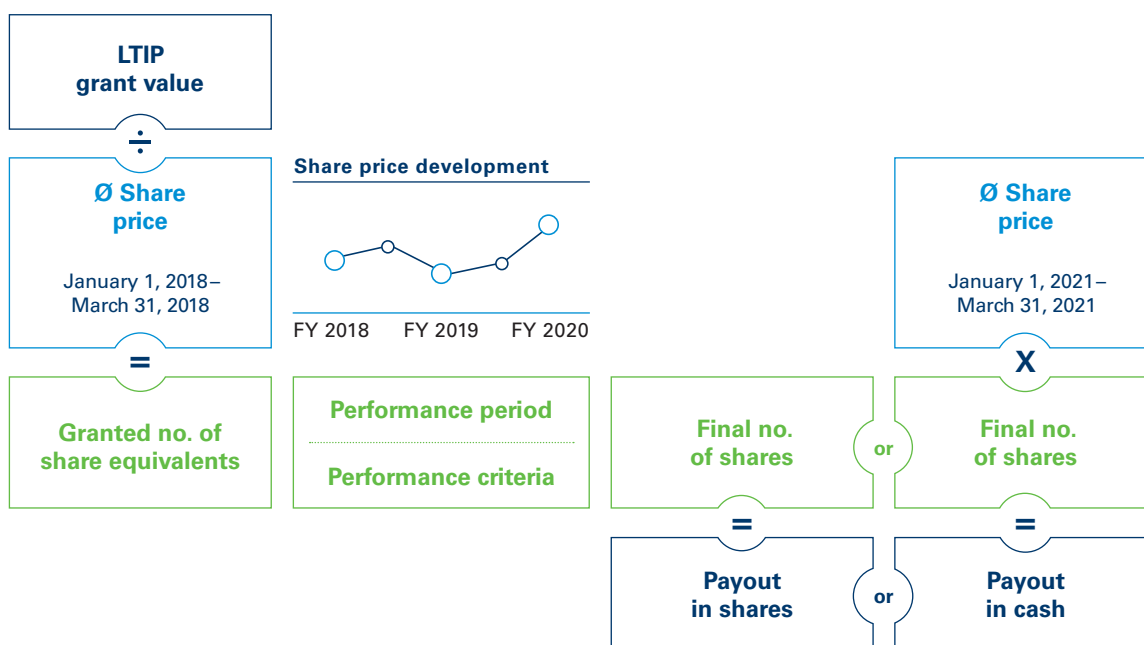 LTIP
grant value
÷
Ø Share
price
January 1, 2018–
March 31, 2018
=
Granted no. of
share equivalents
Share price development
FY 2018 FY 2019 FY 2020
Performance period
Performance criteria
Final no.
of shares
or
=
Payout
in shares
or
Ø Share
price
January 1, 2021–
March 31, 2021
X
Final no.
of shares
=
Payout
in cash